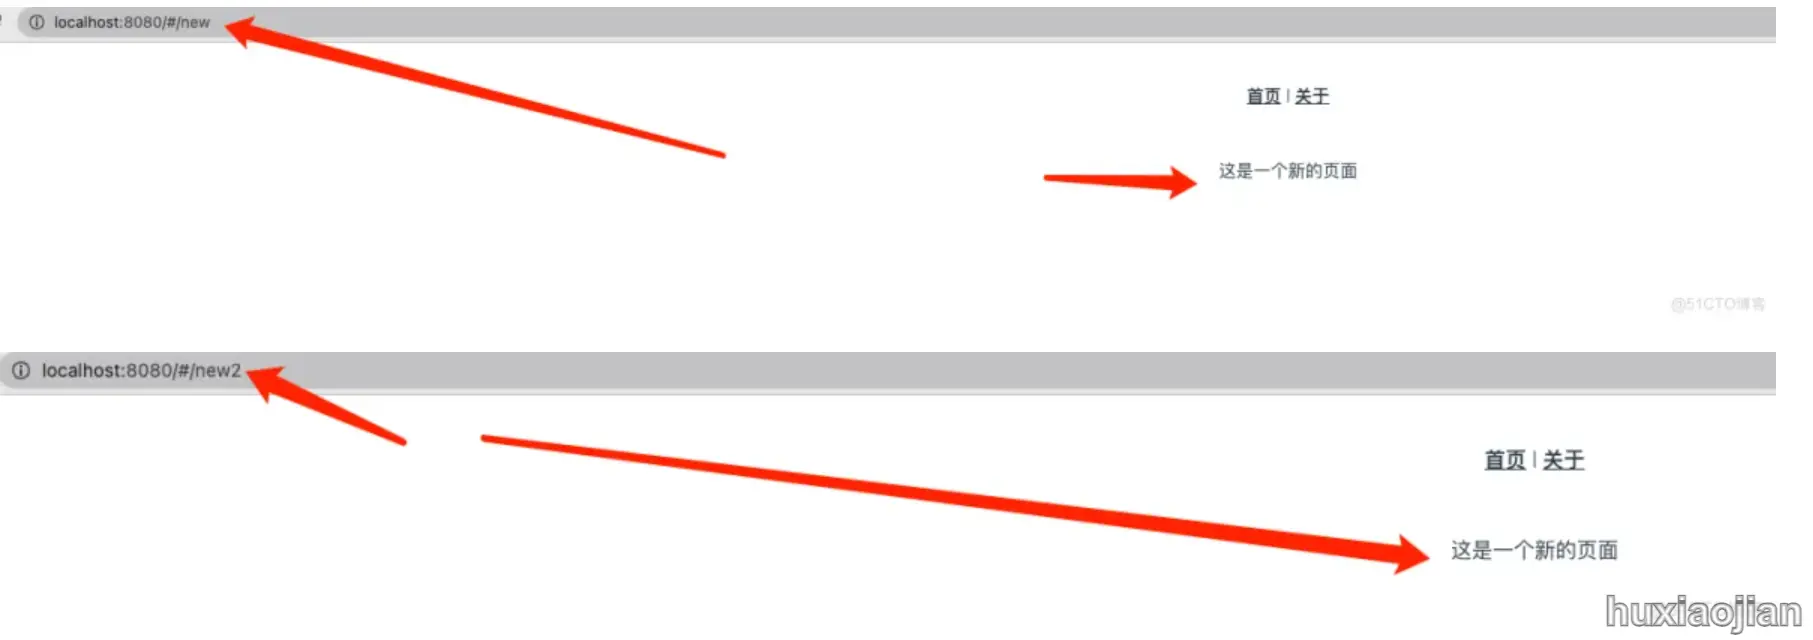 localhost:8080/#/new
首页 | 关于
这是一个新的页面
@51CTO博客
localhost:8080/#/new2
首页 | 关于
这是一个新的页面
huxiaojian